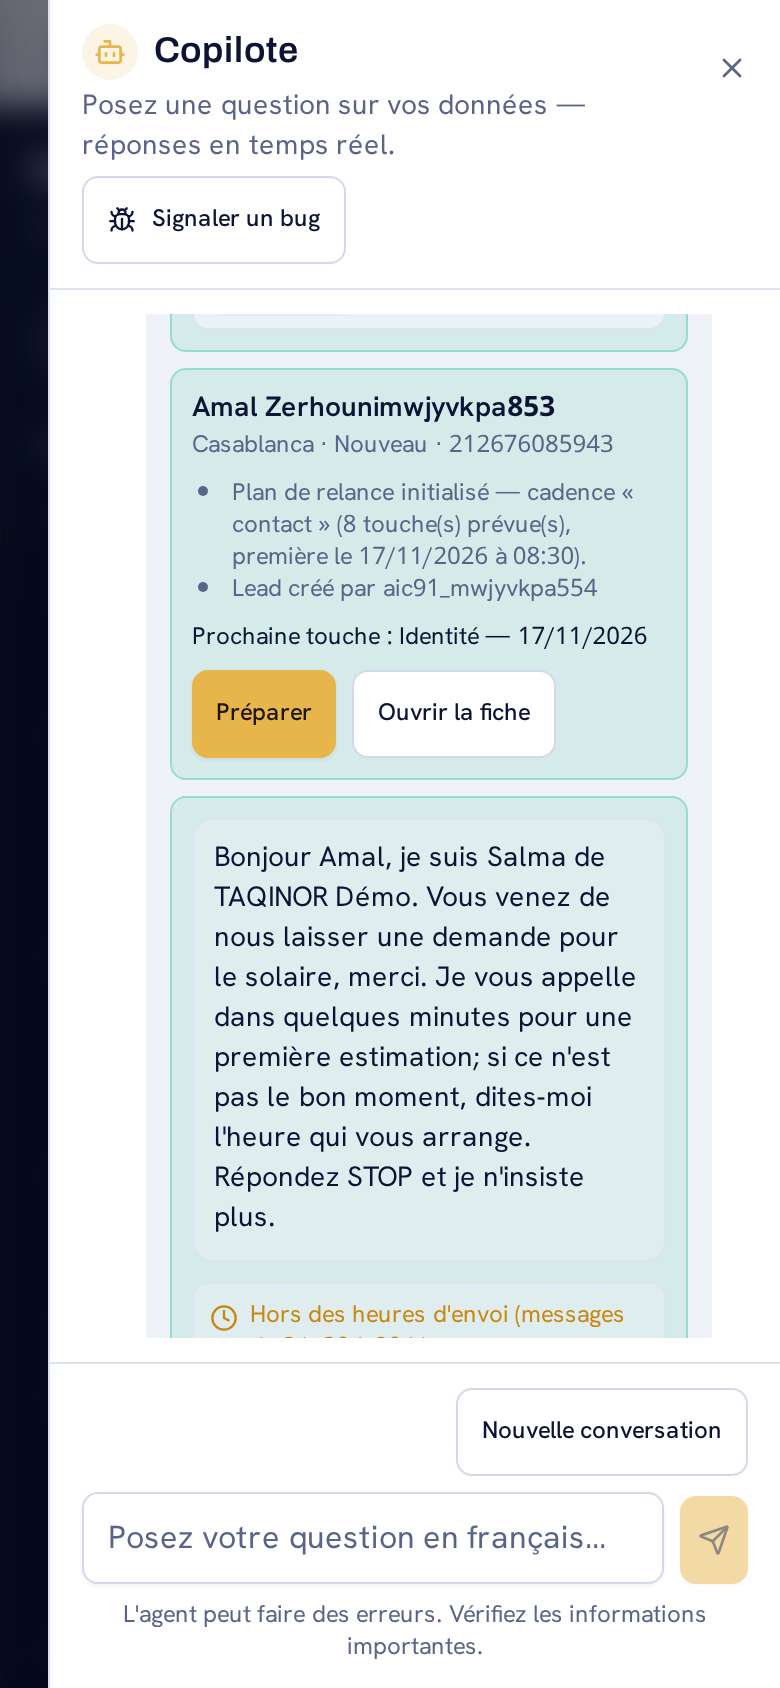 Copilote
Posez une question sur vos données —
réponses en temps réel.
Signaler un bug
Amal Zerhounimwjyvkpa853
Casablanca · Nouveau · 212676085943
Plan de relance initialisé — cadence «
contact » (8 touche(s) prévue(s),
première le 17/11/2026 à 08:30).
Lead créé par aic91_mwjyvkpa554
Prochaine touche : Identité — 17/11/2026
Préparer
Ouvrir la fiche
Bonjour Amal, je suis Salma de
TAQINOR Démo. Vous venez de
nous laisser une demande pour
le solaire, merci. Je vous appelle
dans quelques minutes pour une
première estimation; si ce n'est
pas le bon moment, dites-moi
l'heure qui vous arrange.
Répondez STOP et je n'insiste
plus.
Hors des heures d'envoi (messages
Nouvelle conversation
Posez votre question en français...
L'agent peut faire des erreurs. Vérifiez les informations
importantes.